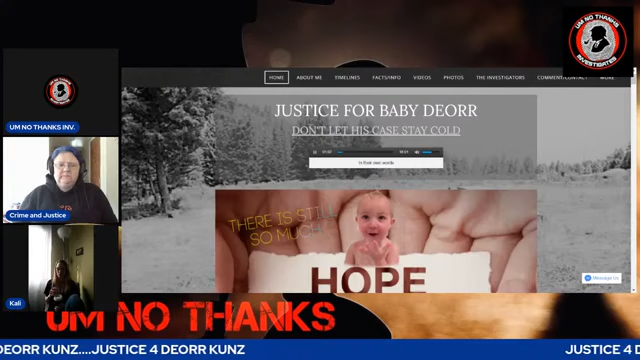 UM NO THANKS
INVESTIGATES
HOME ABOUT ME TIMELINES FACTS/INFO VIDEOS PHOTOS THE INVESTIGATORS COMMENT/CONTACT MORE
JUSTICE FOR BABY DEORR
DON'T LET HIS CASE STAY COLD
In their own words
THERE IS STILL
SO MUCH
HOPE
Message Us
UM NO THANKS INV.
Crime and Justice
Kali
UM NO THANKS
DEORR KUNZ....JUSTICE 4 DEORR KUNZ
JUSTICE 4 D